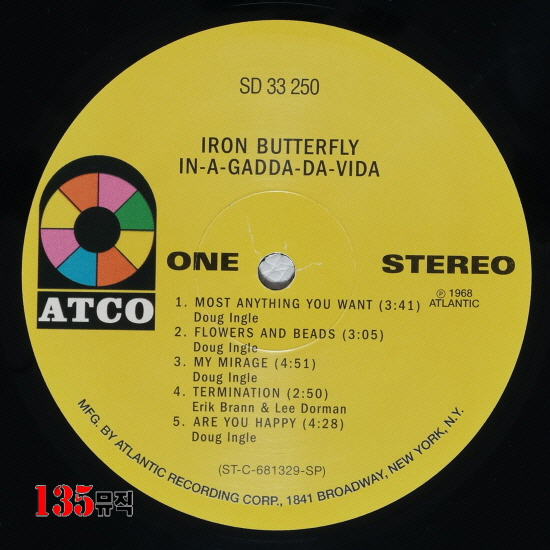 SD 33 250
IRON BUTTERFLY
IN-A-GADDA-DA-VIDA
ATCO
ONE
STEREO
℗ 1968
ATLANTIC
1. MOST ANYTHING YOU WANT (3:41)
Doug Ingle
2. FLOWERS AND BEADS (3:05)
Doug Ingle
3. MY MIRAGE (4:51)
Doug Ingle
4. TERMINATION (2:50)
Erik Brann & Lee Dorman
5. ARE YOU HAPPY (4:28)
Doug Ingle
(ST-C-681329-SP)
MFG. BY ATLANTIC RECORDING CORP., 1841 BROADWAY, NEW YORK, N.Y.
135뮤직